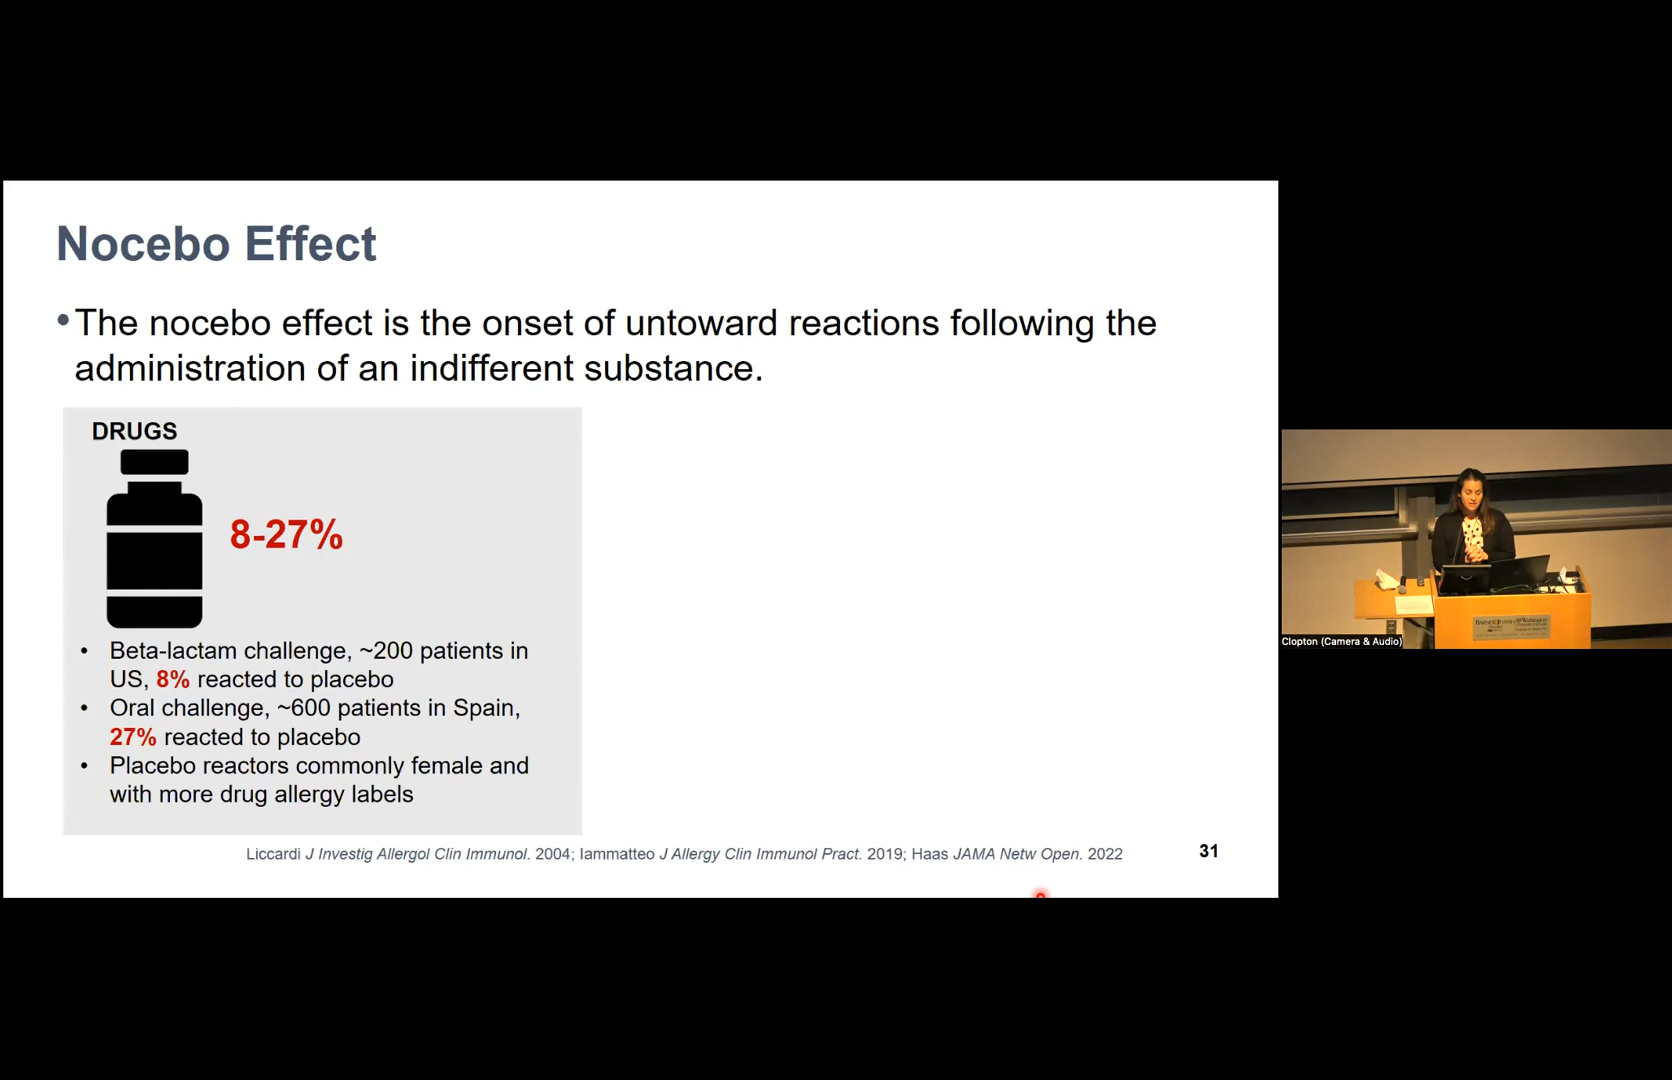 Nocebo Effect
• The nocebo effect is the onset of untoward reactions following the
administration of an indifferent substance.
DRUGS
8-27%
• Beta-lactam challenge, ~200 patients in
US, 8% reacted to placebo
• Oral challenge, ~600 patients in Spain,
27% reacted to placebo
• Placebo reactors commonly female and
with more drug allergy labels
Liccardi J Investig Allergol Clin Immunol. 2004; Iammatteo J Allergy Clin Immunol Pract. 2019; Haas JAMA Netw Open. 2022
31
Clopton (Camera & Audio)